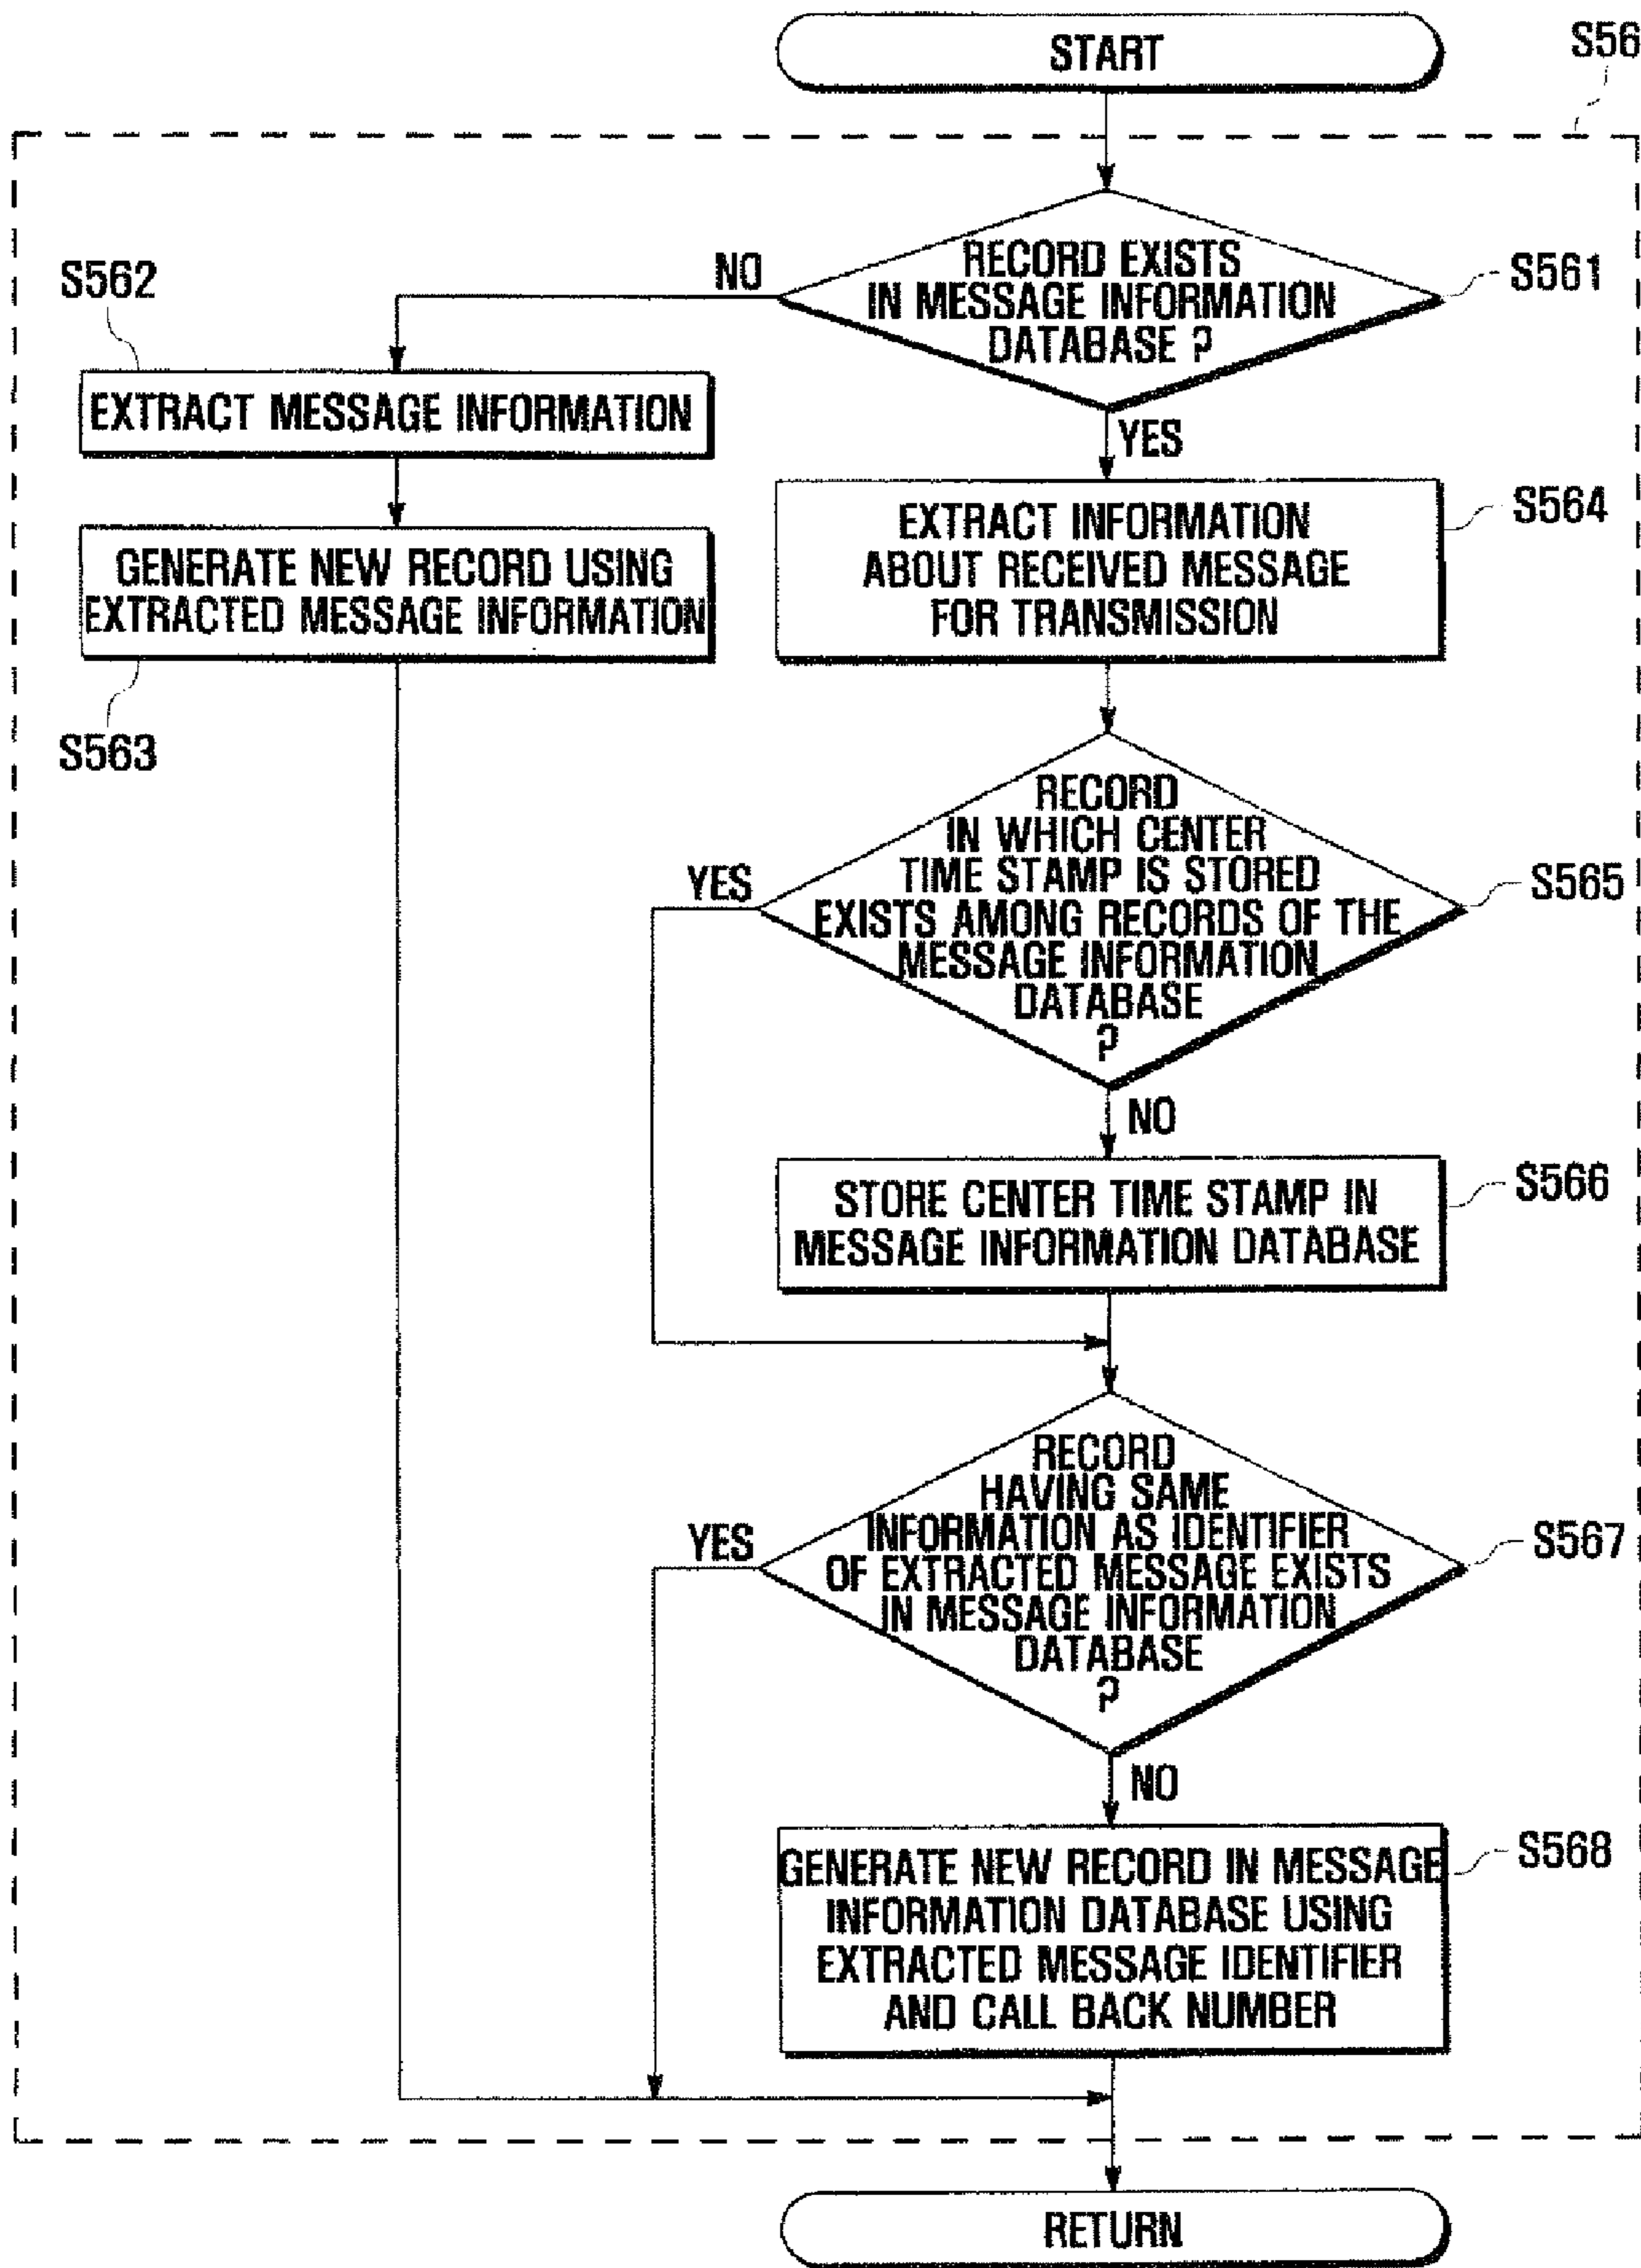 START
S56
RECORD EXISTS
IN MESSAGE INFORMATION
DATABASE ?
S561
NO
YES
S562
EXTRACT MESSAGE INFORMATION
GENERATE NEW RECORD USING
EXTRACTED MESSAGE INFORMATION
S563
EXTRACT INFORMATION
ABOUT RECEIVED MESSAGE
FOR TRANSMISSION
S564
RECORD
IN WHICH CENTER
TIME STAMP IS STORED
EXISTS AMONG RECORDS OF THE
MESSAGE INFORMATION
DATABASE
?
S565
YES
NO
STORE CENTER TIME STAMP IN
MESSAGE INFORMATION DATABASE
S566
RECORD
HAVING SAME
INFORMATION AS IDENTIFIER
OF EXTRACTED MESSAGE EXISTS
IN MESSAGE INFORMATION
DATABASE
?
S567
YES
NO
GENERATE NEW RECORD IN MESSAGE
INFORMATION DATABASE USING
EXTRACTED MESSAGE IDENTIFIER
AND CALL BACK NUMBER
S568
RETURN